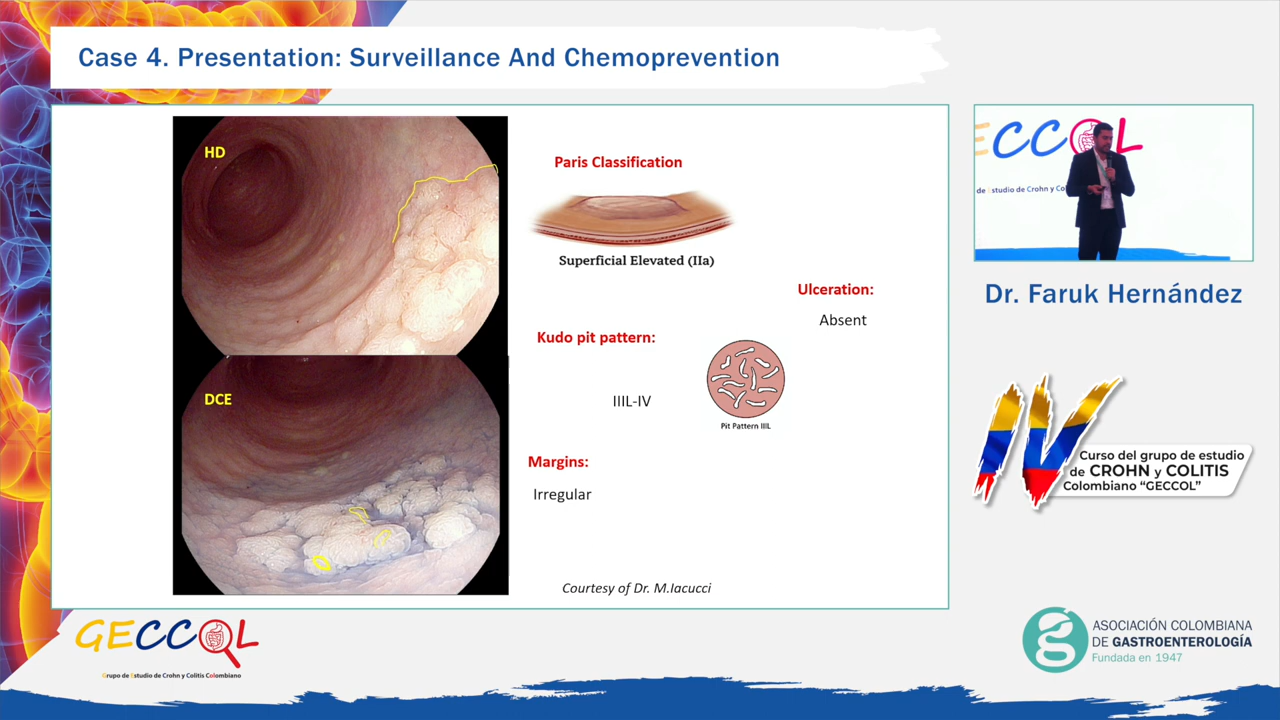 Case 4. Presentation: Surveillance And Chemoprevention
HD
DCE
Paris Classification
Superficial Elevated (IIa)
Ulceration:
Absent
Kudo pit pattern:
IIIL-IV
Pit Pattern IIIL
Margins:
Irregular
Courtesy of Dr. M.Iacucci
ECCOL
de Estudio de Crohn y Co
Dr. Faruk Hernández
IV
Curso del grupo de estudio
de CROHN y COLITIS
Colombiano "GECCOL"
GECCOL
Grupo de Estudio de Crohn y Colitis Colombiano
ASOCIACIÓN COLOMBIANA
DE GASTROENTEROLOGÍA
Fundada en 1947